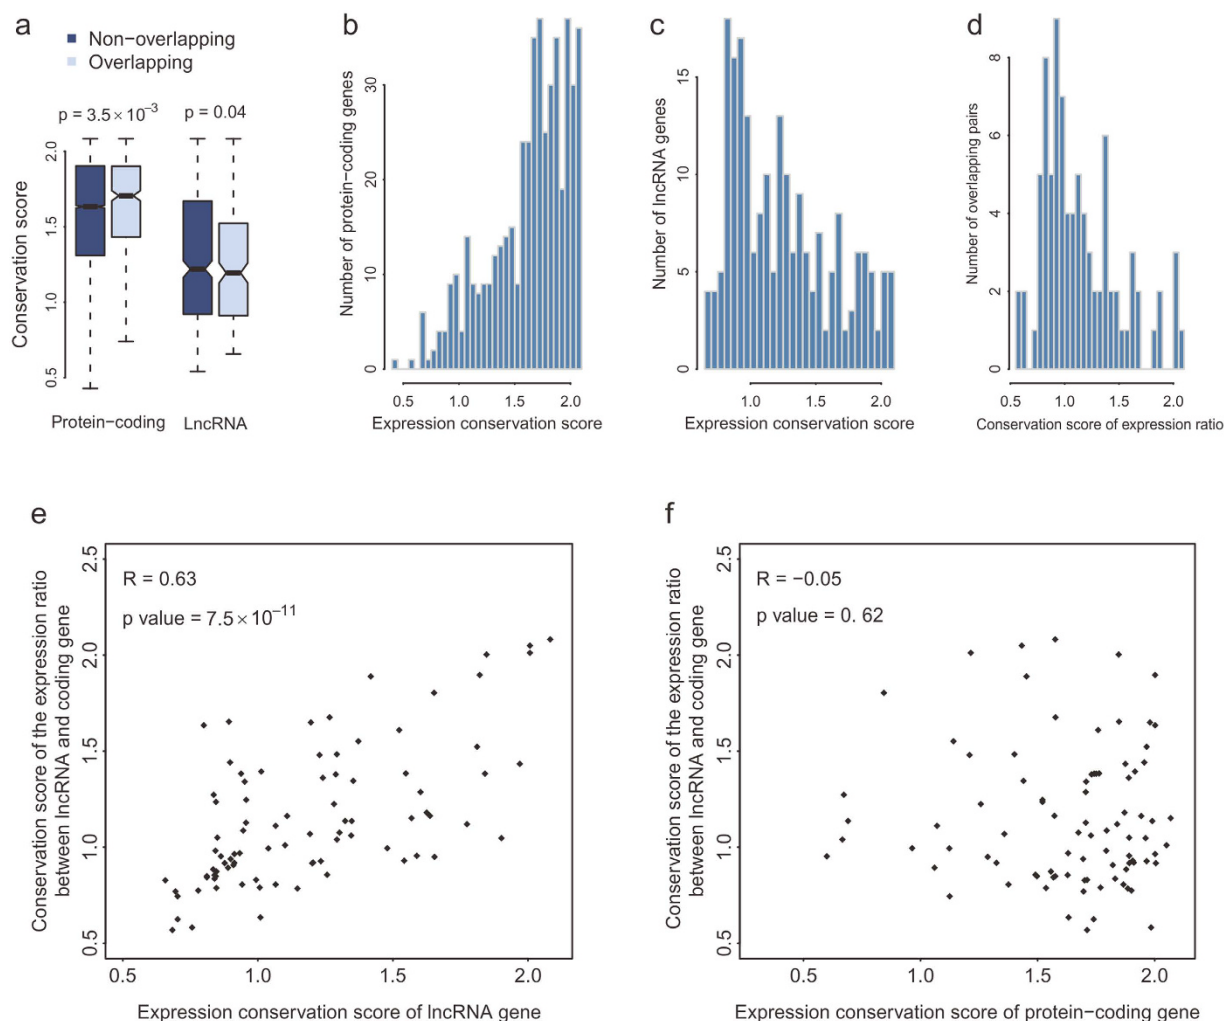 a
Non−overlapping
Overlapping
p = 3.5 × 10−3
p = 0.04
Conservation score
0.5
1.0
1.5
2.0
Protein−coding
LncRNA
b
Number of protein−coding genes
0
10
20
30
0.5
1.0
1.5
2.0
Expression conservation score
c
Number of lncRNA genes
0
5
10
15
1.0
1.5
2.0
Expression conservation score
d
Number of overlapping pairs
0
2
4
6
8
0.5
1.0
1.5
2.0
Conservation score of expression ratio
e
R = 0.63
p value = 7.5 × 10−11
Conservation score of the expression ratio
between lncRNA and coding gene
0.5
1.0
1.5
2.0
2.5
0.5
1.0
1.5
2.0
Expression conservation score of lncRNA gene
f
R = −0.05
p value = 0. 62
Conservation score of the expression ratio
between lncRNA and coding gene
0.5
1.0
1.5
2.0
2.5
0.5
1.0
1.5
2.0
Expression conservation score of protein-coding gene